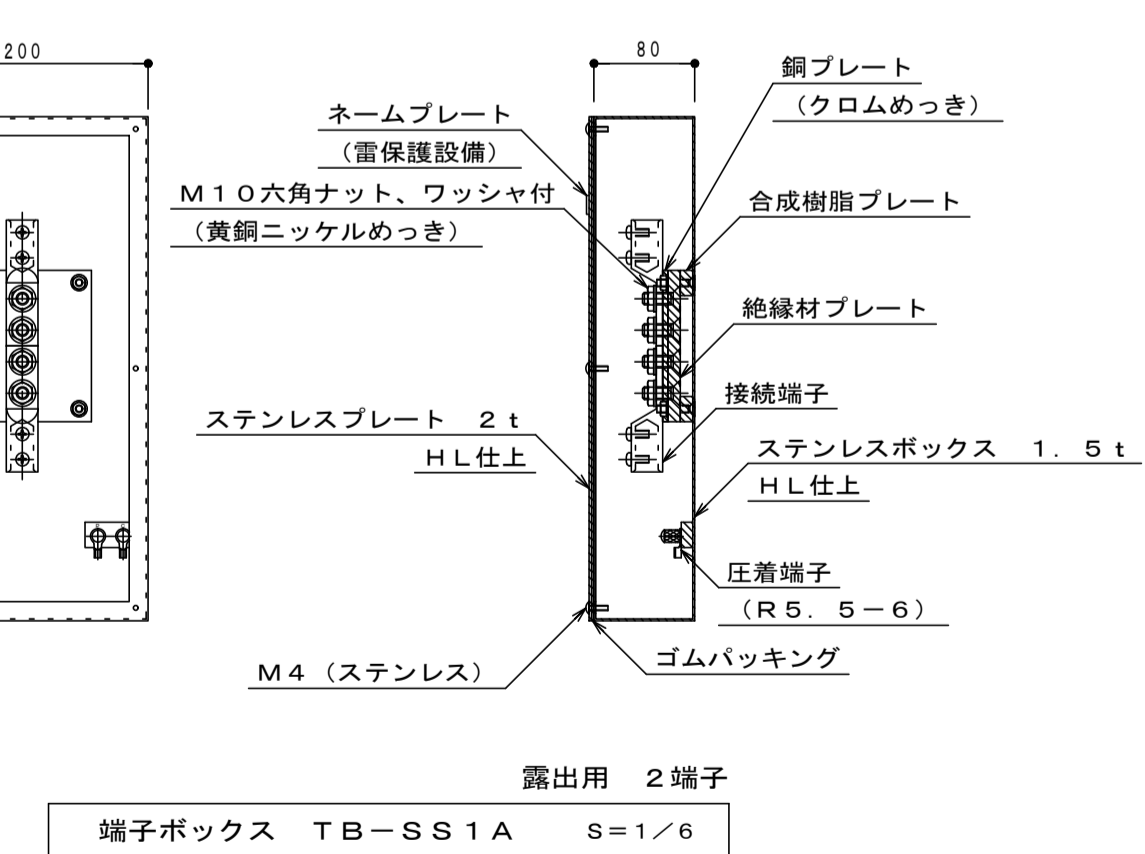 200
80
銅プレート
（クロムめっき）
ネームプレート
（雷保護設備）
M10六角ナット、ワッシャ付
（黄銅ニッケルめっき）
合成樹脂プレート
絶縁材プレート
接続端子
ステンレスプレート　2t
HL仕上
ステンレスボックス　1．5t
HL仕上
圧着端子
（R5．5−6）
ゴムパッキング
M4（ステンレス）
露出用　2端子
端子ボックス　TB−SS1A　S＝1／6